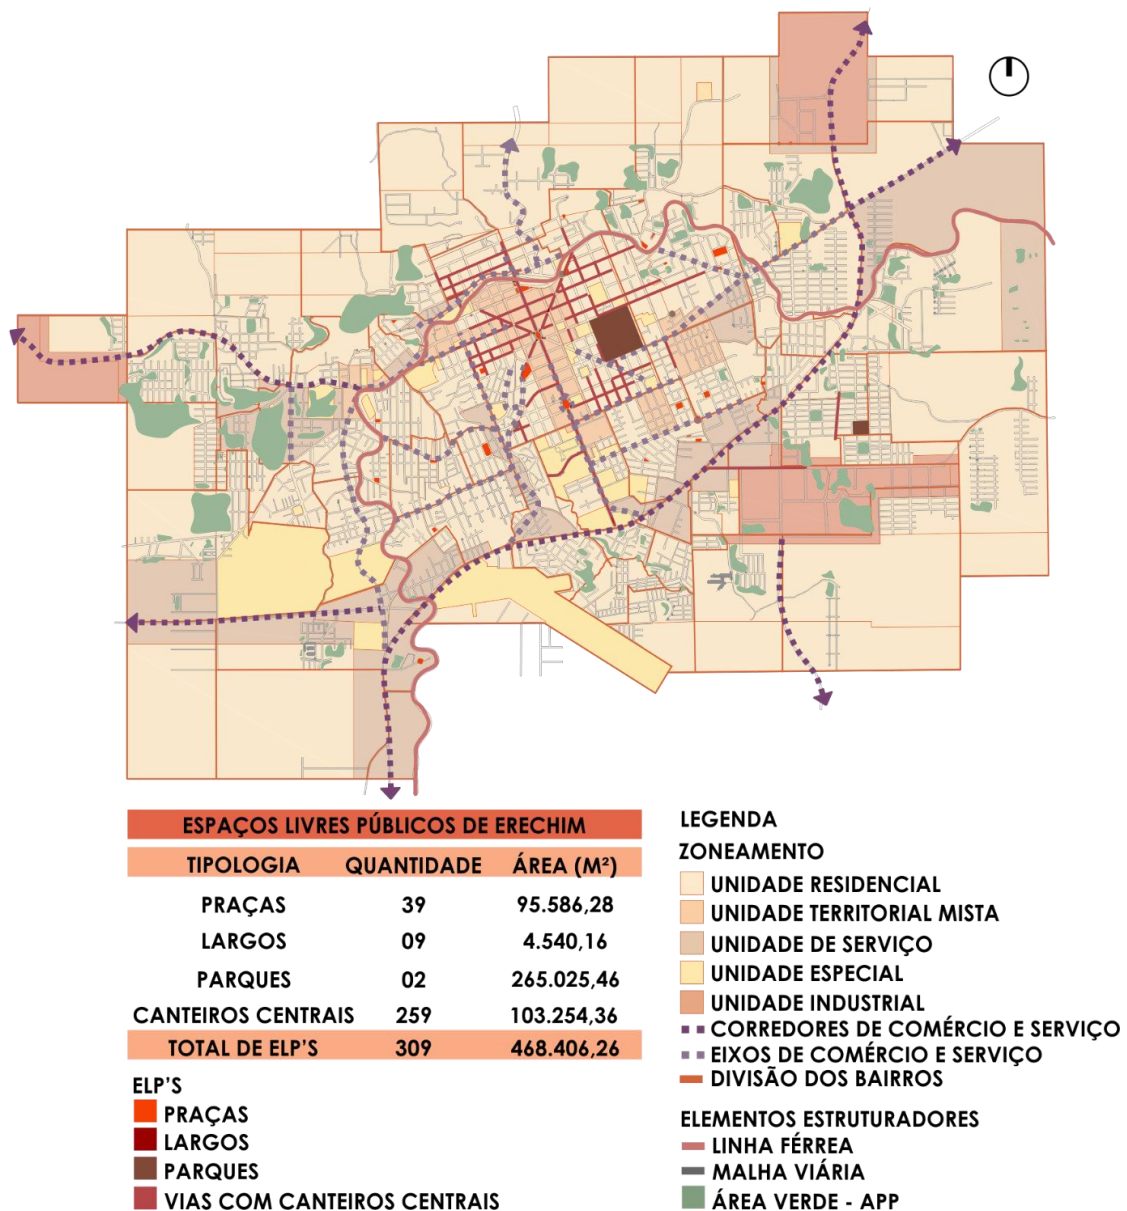 ESPAÇOS LIVRES PÚBLICOS DE ERECHIM
TIPOLOGIA QUANTIDADE ÁREA (M²)
PRAÇAS 39 95.586,28
LARGOS 09 4.540,16
PARQUES 02 265.025,46
CANTEIROS CENTRAIS 259 103.254,36
TOTAL DE ELP'S 309 468.406,26
ELP'S
PRAÇAS
LARGOS
PARQUES
VIAS COM CANTEIROS CENTRAIS
LEGENDA
ZONEAMENTO
UNIDADE RESIDENCIAL
UNIDADE TERRITORIAL MISTA
UNIDADE DE SERVIÇO
UNIDADE ESPECIAL
UNIDADE INDUSTRIAL
CORREDORES DE COMÉRCIO E SERVIÇO
EIXOS DE COMÉRCIO E SERVIÇO
DIVISÃO DOS BAIRROS
ELEMENTOS ESTRUTURADORES
LINHA FÉRREA
MALHA VIÁRIA
ÁREA VERDE - APP